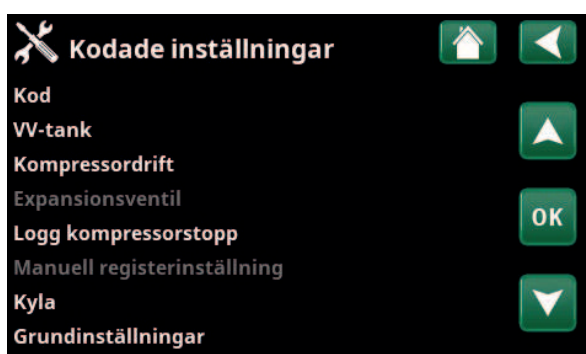 Kodade inställningar
Kod
VV-tank
Kompressordrift
Expansionsventil
OK
Logg kompressorstopp
Manuell registerinställning
Kyla
Grundinställningar